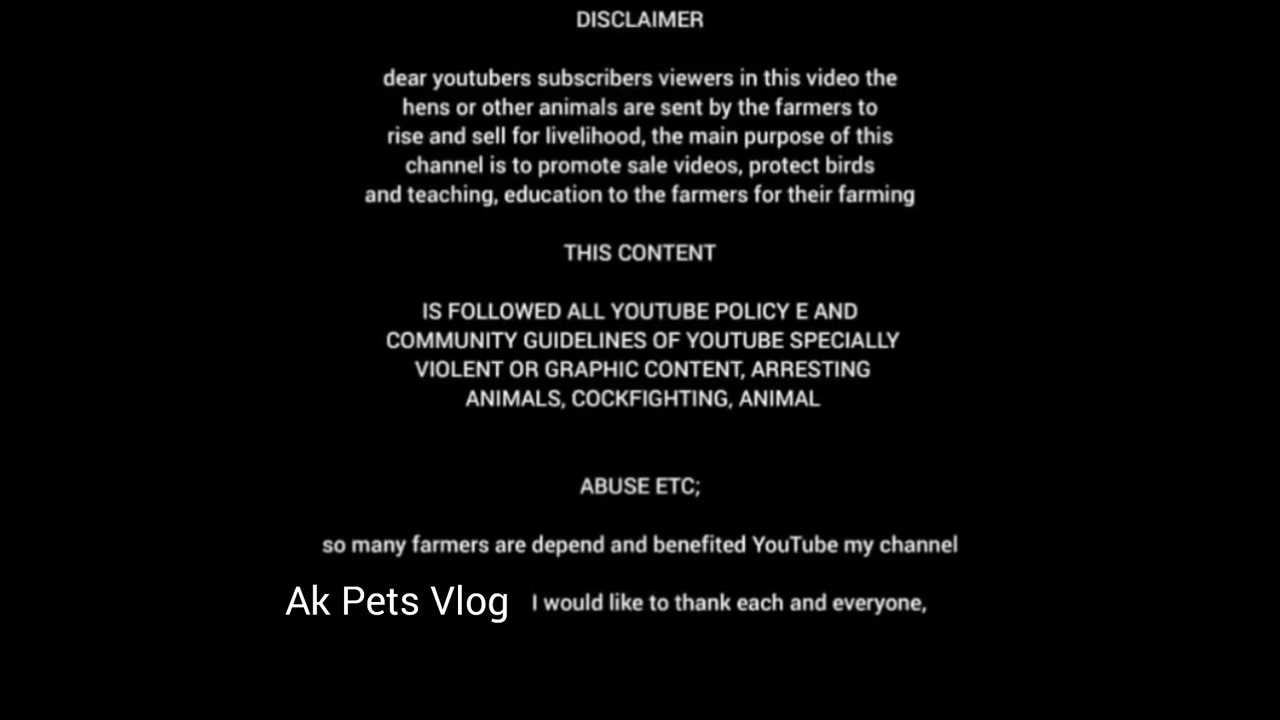 DISCLAIMER
dear youtubers subscribers viewers in this video the
hens or other animals are sent by the farmers to
rise and sell for livelihood, the main purpose of this
channel is to promote sale videos, protect birds
and teaching, education to the farmers for their farming
THIS CONTENT
IS FOLLOWED ALL YOUTUBE POLICY E AND
COMMUNITY GUIDELINES OF YOUTUBE SPECIALLY
VIOLENT OR GRAPHIC CONTENT, ARRESTING
ANIMALS, COCKFIGHTING, ANIMAL
ABUSE ETC;
so many farmers are depend and benefited YouTube my channel
Ak Pets Vlog I would like to thank each and everyone,